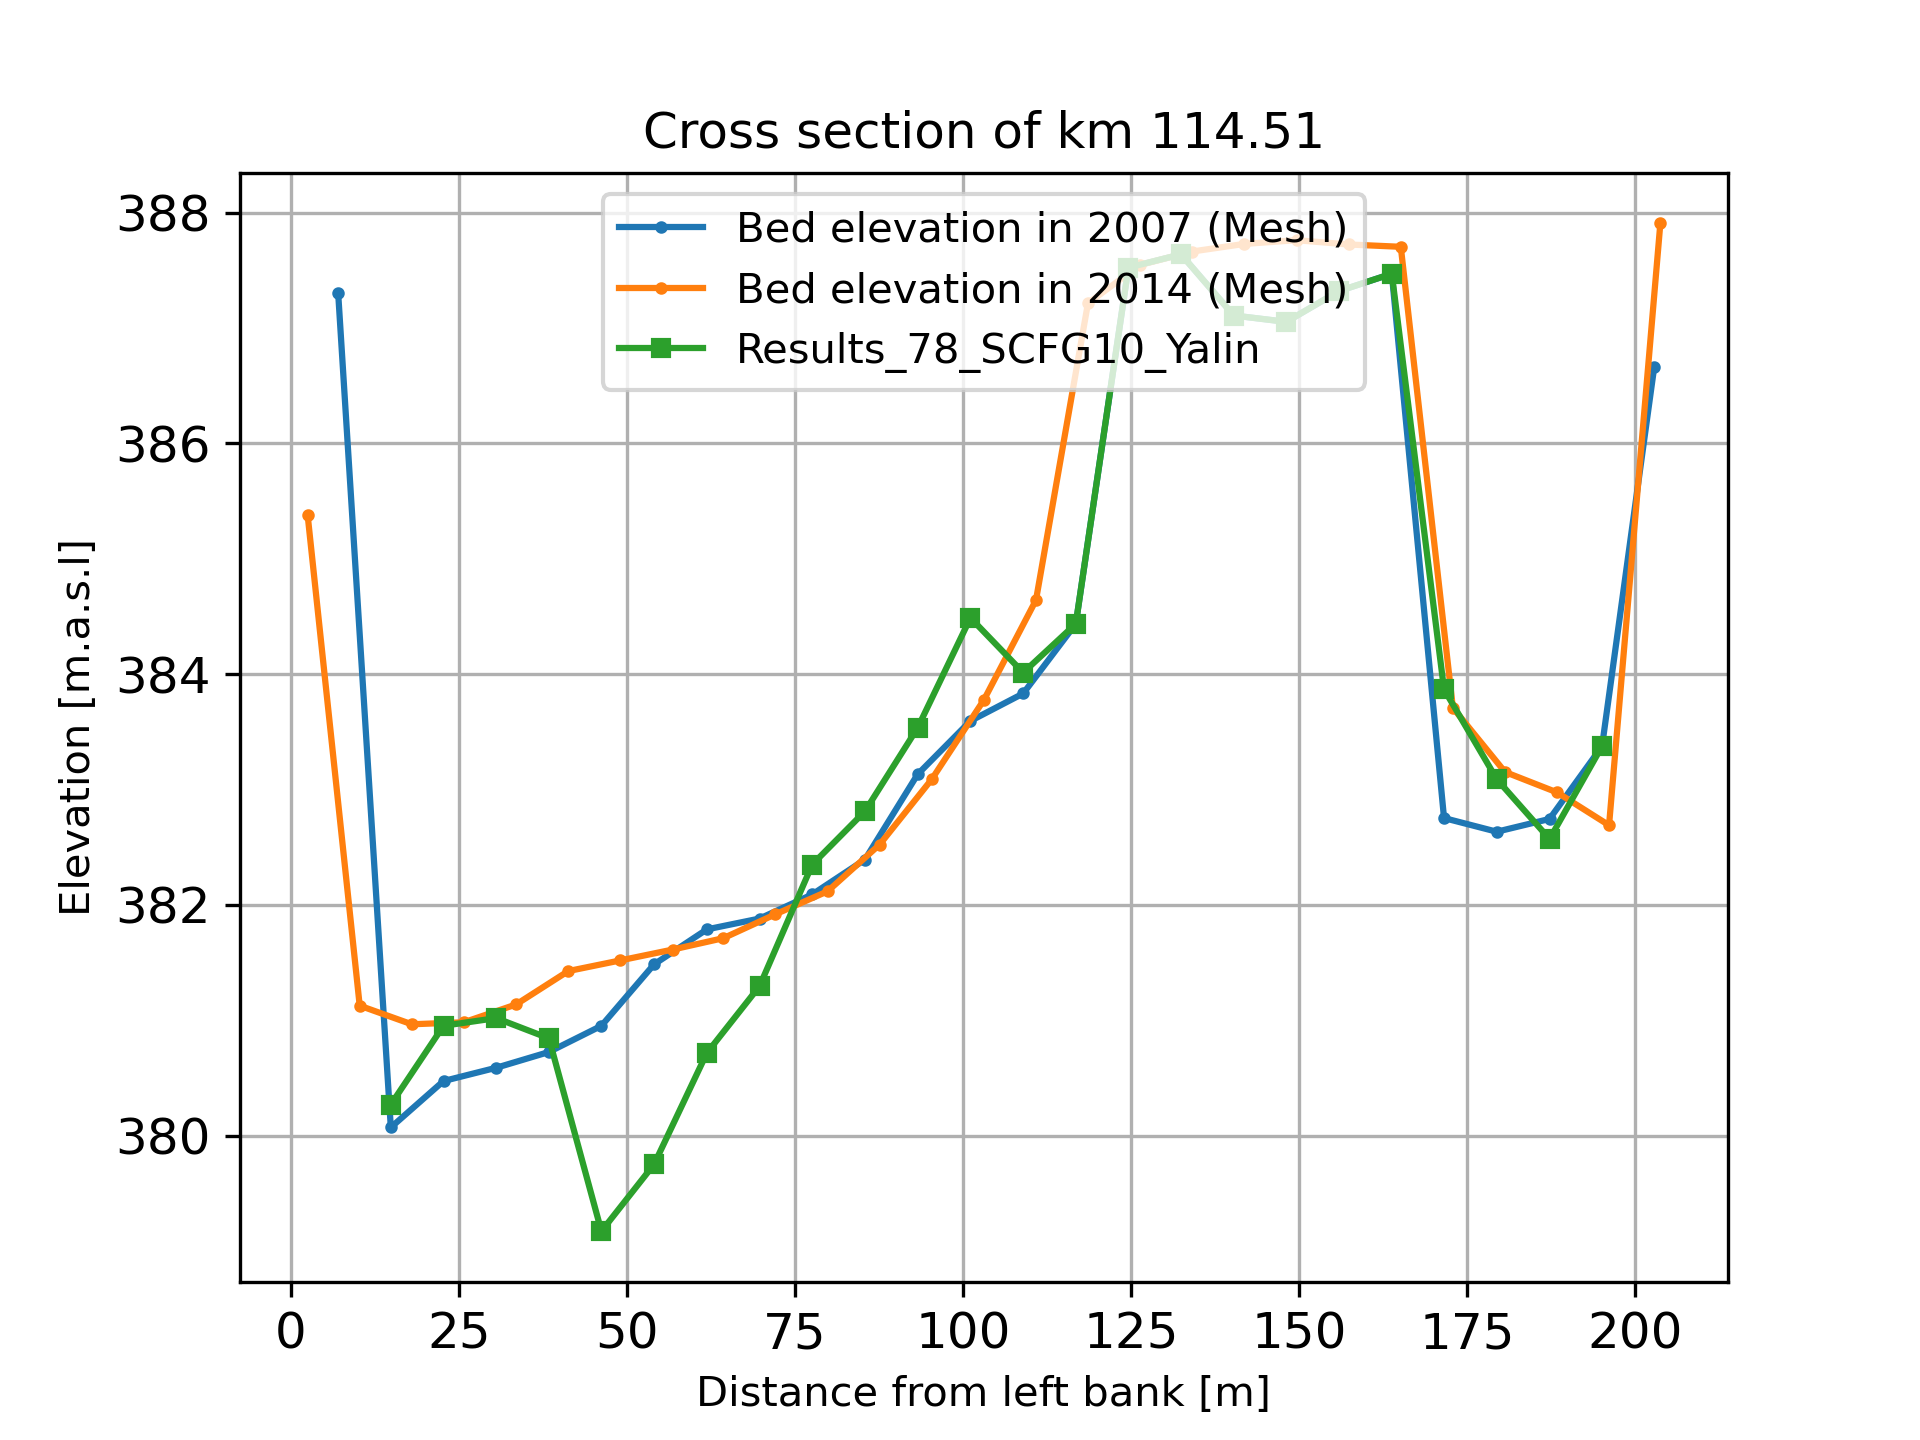 Cross section of km 114.51
Bed elevation in 2007 (Mesh)
Bed elevation in 2014 (Mesh)
Results_78_SCFG10_Yalin
388
386
384
382
380
Elevation [m.a.s.l]
0 25 50 75 100 125 150 175 200
Distance from left bank [m]